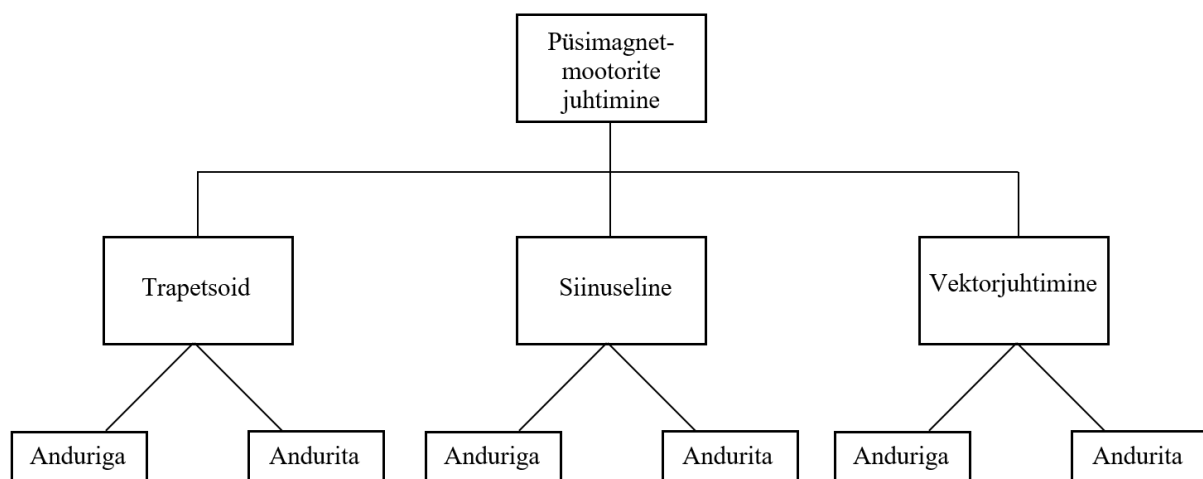 Püsimagnet-
mootorite
juhtimine
Trapetsoid
Siinuseline
Vektorjuhtimine
Anduriga
Andurita
Anduriga
Andurita
Anduriga
Andurita